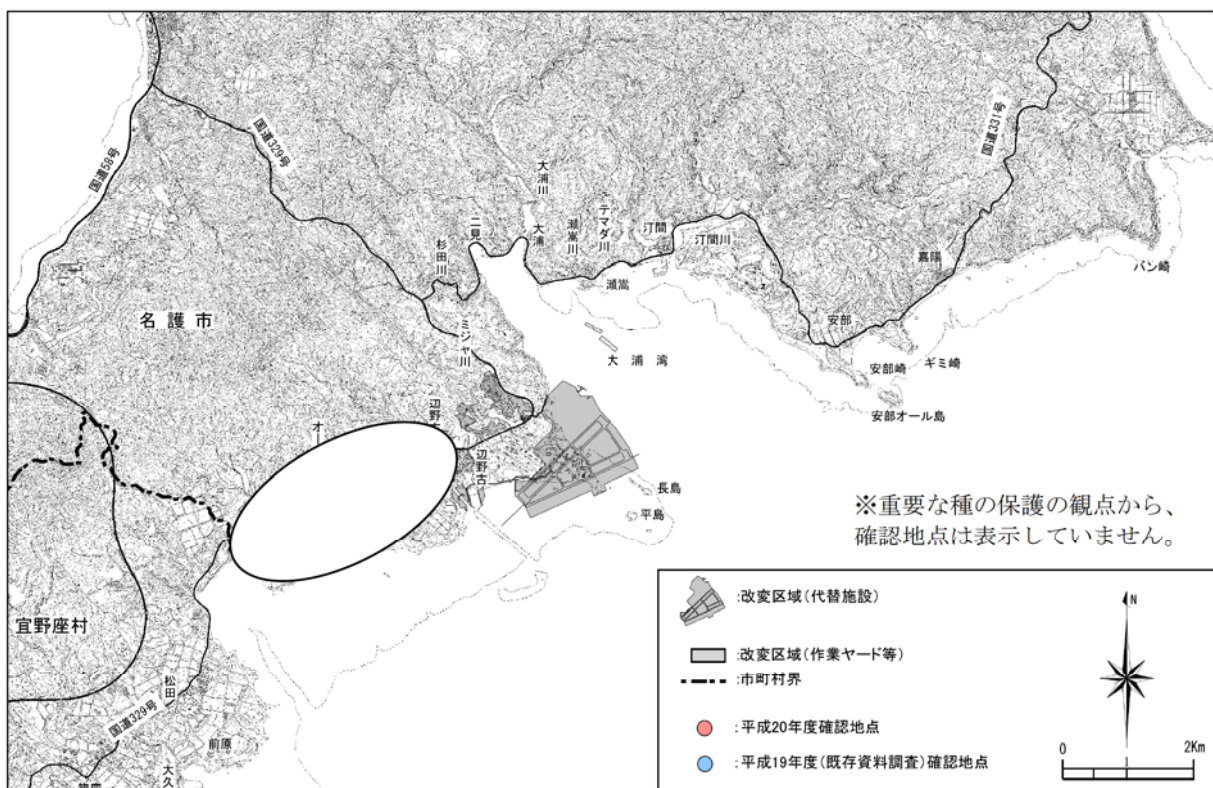 国道58号
国道329号
国道331号
大浦川
テマダ川
瀬嵩川
汀間
汀間川
大浦
二見
杉田川
瀬嵩
嘉陽
バン崎
名護市
ミジャ川
大浦湾
安部
安部崎
ギミ崎
安部オール島
オ
辺野
辺野古
長島
平島
※重要な種の保護の観点から、
確認地点は表示していません。
宜野座村
松田
国道329号
前原
大久
:改変区域(代替施設)
:改変区域(作業ヤード等)
:市町村界
:平成20年度確認地点
:平成19年度(既存資料調査)確認地点
N
0 2Km